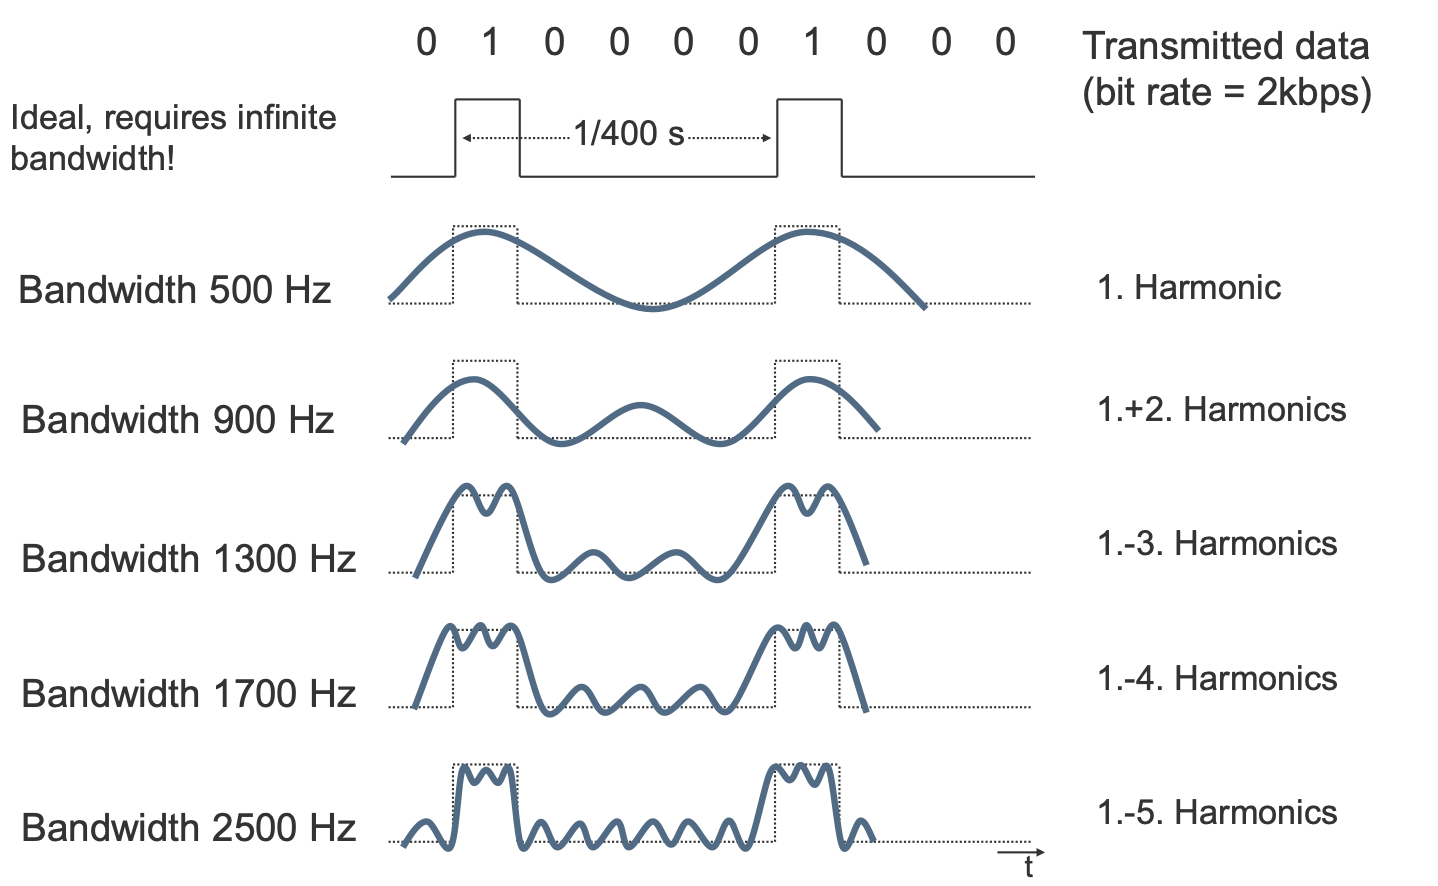 0 1 0 0 0 0 1 0 0 0
Transmitted data
(bit rate = 2kbps)
Ideal, requires infinite
bandwidth!
1/400 s
Bandwidth 500 Hz
1. Harmonic
Bandwidth 900 Hz
1.+2. Harmonics
Bandwidth 1300 Hz
1.-3. Harmonics
Bandwidth 1700 Hz
1.-4. Harmonics
Bandwidth 2500 Hz
1.-5. Harmonics
t